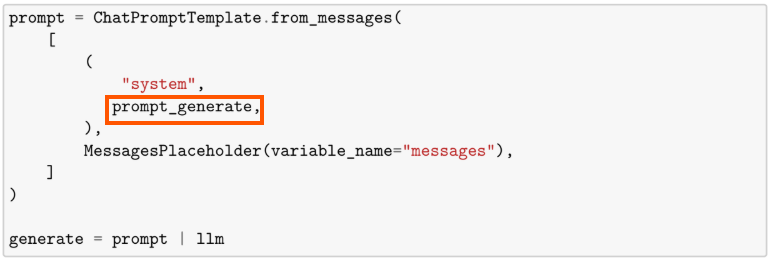 prompt = ChatPromptTemplate.from_messages(
    [
        (
            "system",
            prompt_generate,
        ),
        MessagesPlaceholder(variable_name="messages"),
    ]
)

generate = prompt | llm